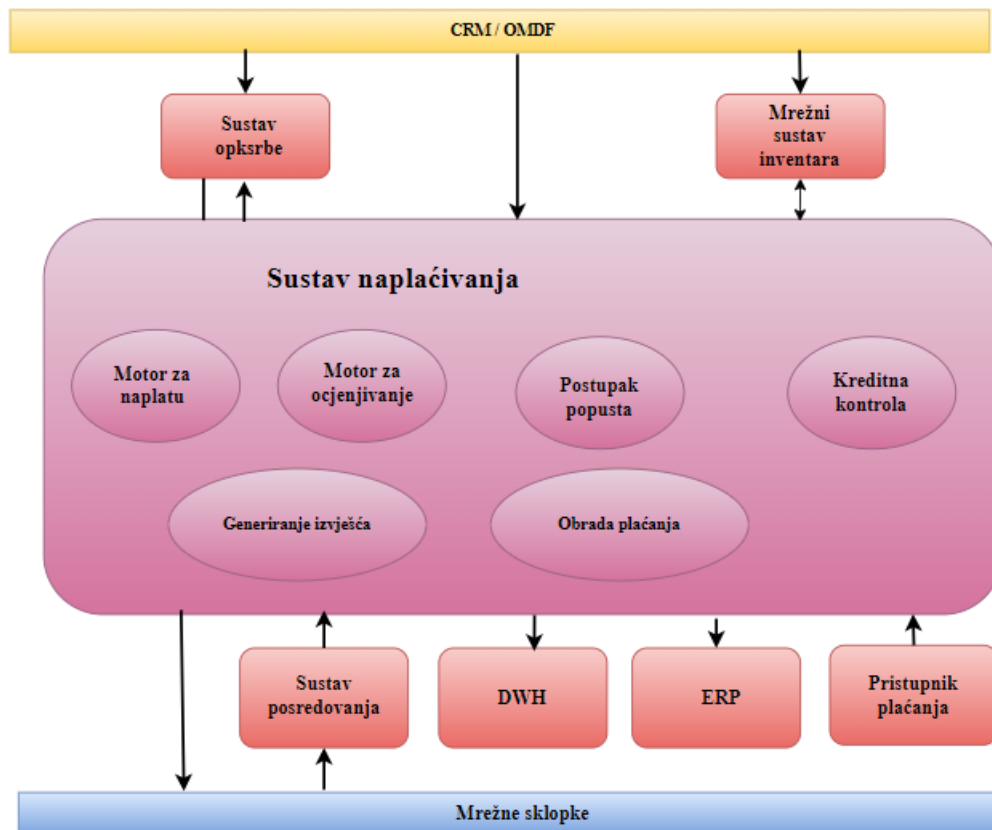 CRM / OMDF
Sustav
opksrbe
Mrežni
sustav
inventara
Sustav naplaćivanja
Motor za
naplatu
Motor za
ocjenjivanje
Postupak
popusta
Kreditna
kontrola
Generiranje izvješća
Obrada plaćanja
Sustav
posredovanja
DWH
ERP
Pristupnik
plaćanja
Mrežne sklopke